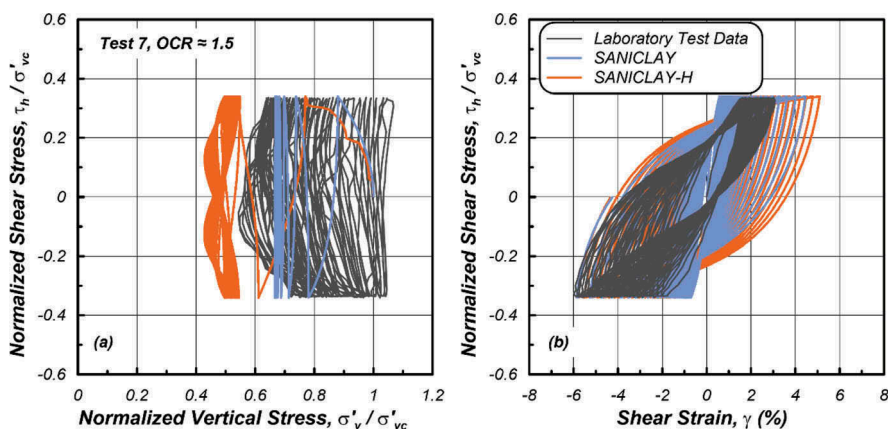 Test 7, OCR ≈ 1.5
Normalized Shear Stress, τh / σ'vc
0.6
0.4
0.2
0
-0.2
-0.4
-0.6
(a)
0 0.2 0.4 0.6 0.8 1 1.2
Normalized Vertical Stress, σ'v / σ'vc
Laboratory Test Data
SANICLAY
SANICLAY-H
Normalized Shear Stress, τh / σ'vc
0.6
0.4
0.2
0
-0.2
-0.4
-0.6
(b)
-8 -6 -4 -2 0 2 4 6 8
Shear Strain, γ (%)